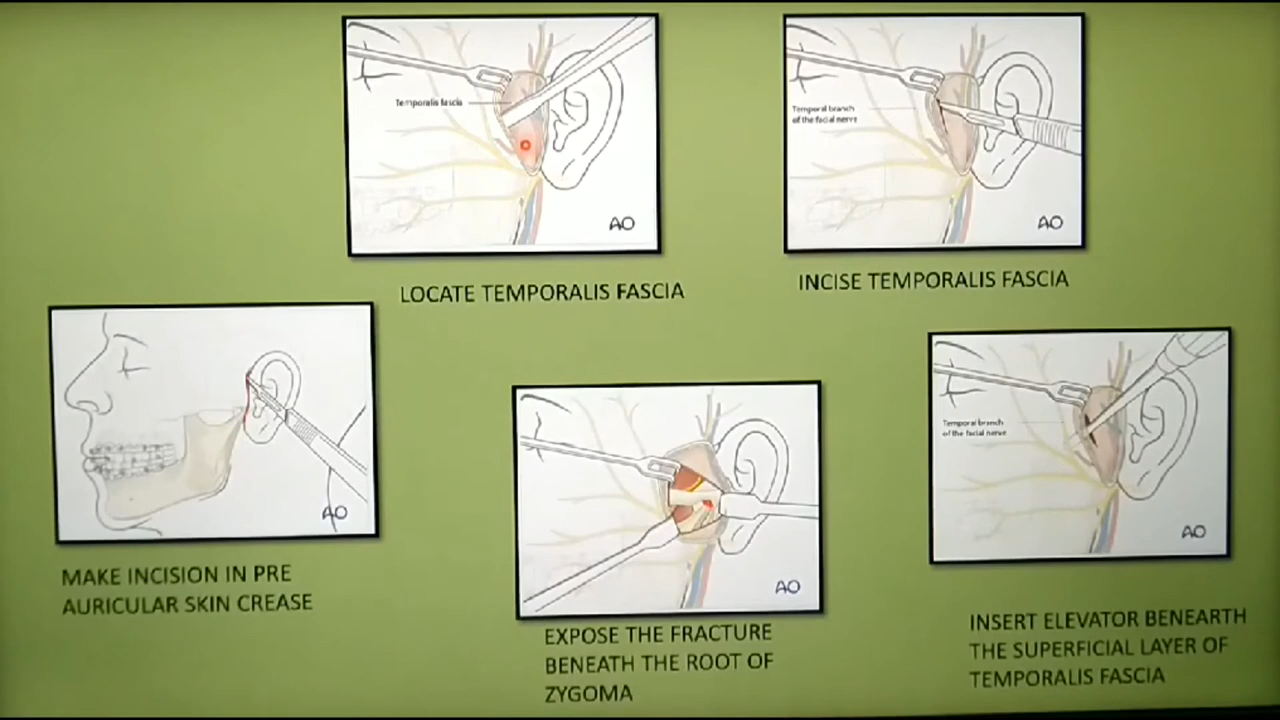 Temporalis fascia
AO
LOCATE TEMPORALIS FASCIA
Temporal branch
of the facial nerve
AO
INCISE TEMPORALIS FASCIA
AO
MAKE INCISION IN PRE
AURICULAR SKIN CREASE
AO
EXPOSE THE FRACTURE
BENEATH THE ROOT OF
ZYGOMA
Temporal branch
of the facial nerve
AO
INSERT ELEVATOR BENEARTH
THE SUPERFICIAL LAYER OF
TEMPORALIS FASCIA